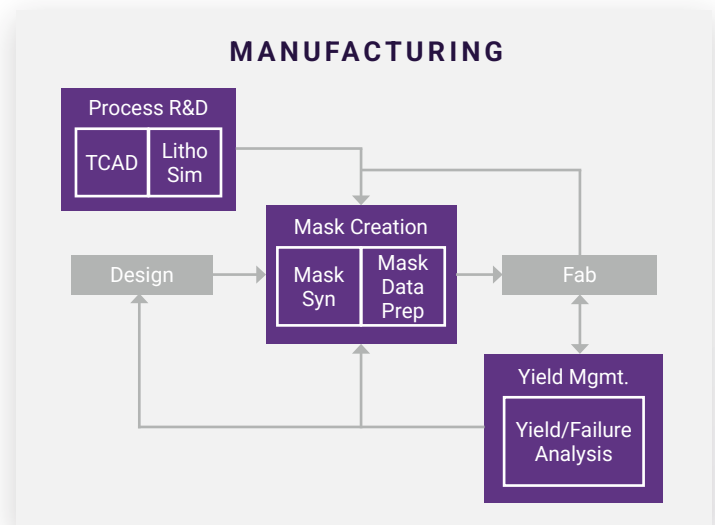 MANUFACTURING
Process R&D
TCAD
Litho
Sim
Mask Creation
Mask
Syn
Mask
Data
Prep
Design
Fab
Yield Mgmt.
Yield/Failure
Analysis